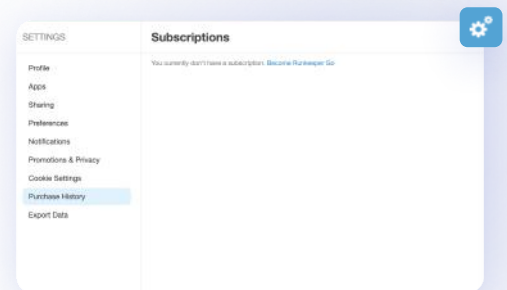 SETTINGS
Subscriptions
You currently don't have a subscription. Become Runkeeper Go
Profile
Apps
Sharing
Preferences
Notifications
Promotions & Privacy
Cookie Settings
Purchase History
Export Data